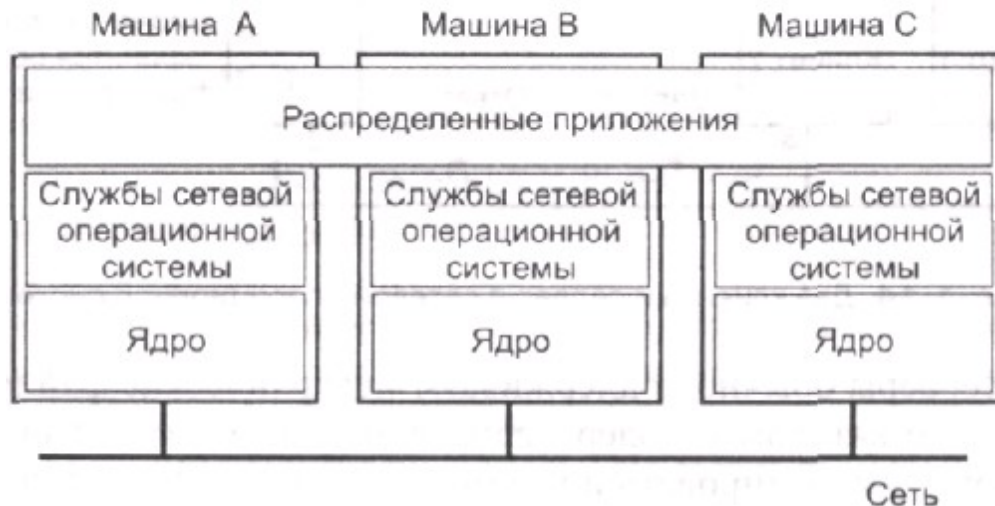 Машина A
Машина B
Машина C
Распределенные приложения
Службы сетевой
операционной
системы
Службы сетевой
операционной
системы
Службы сетевой
операционной
системы
Ядро
Ядро
Ядро
Сеть